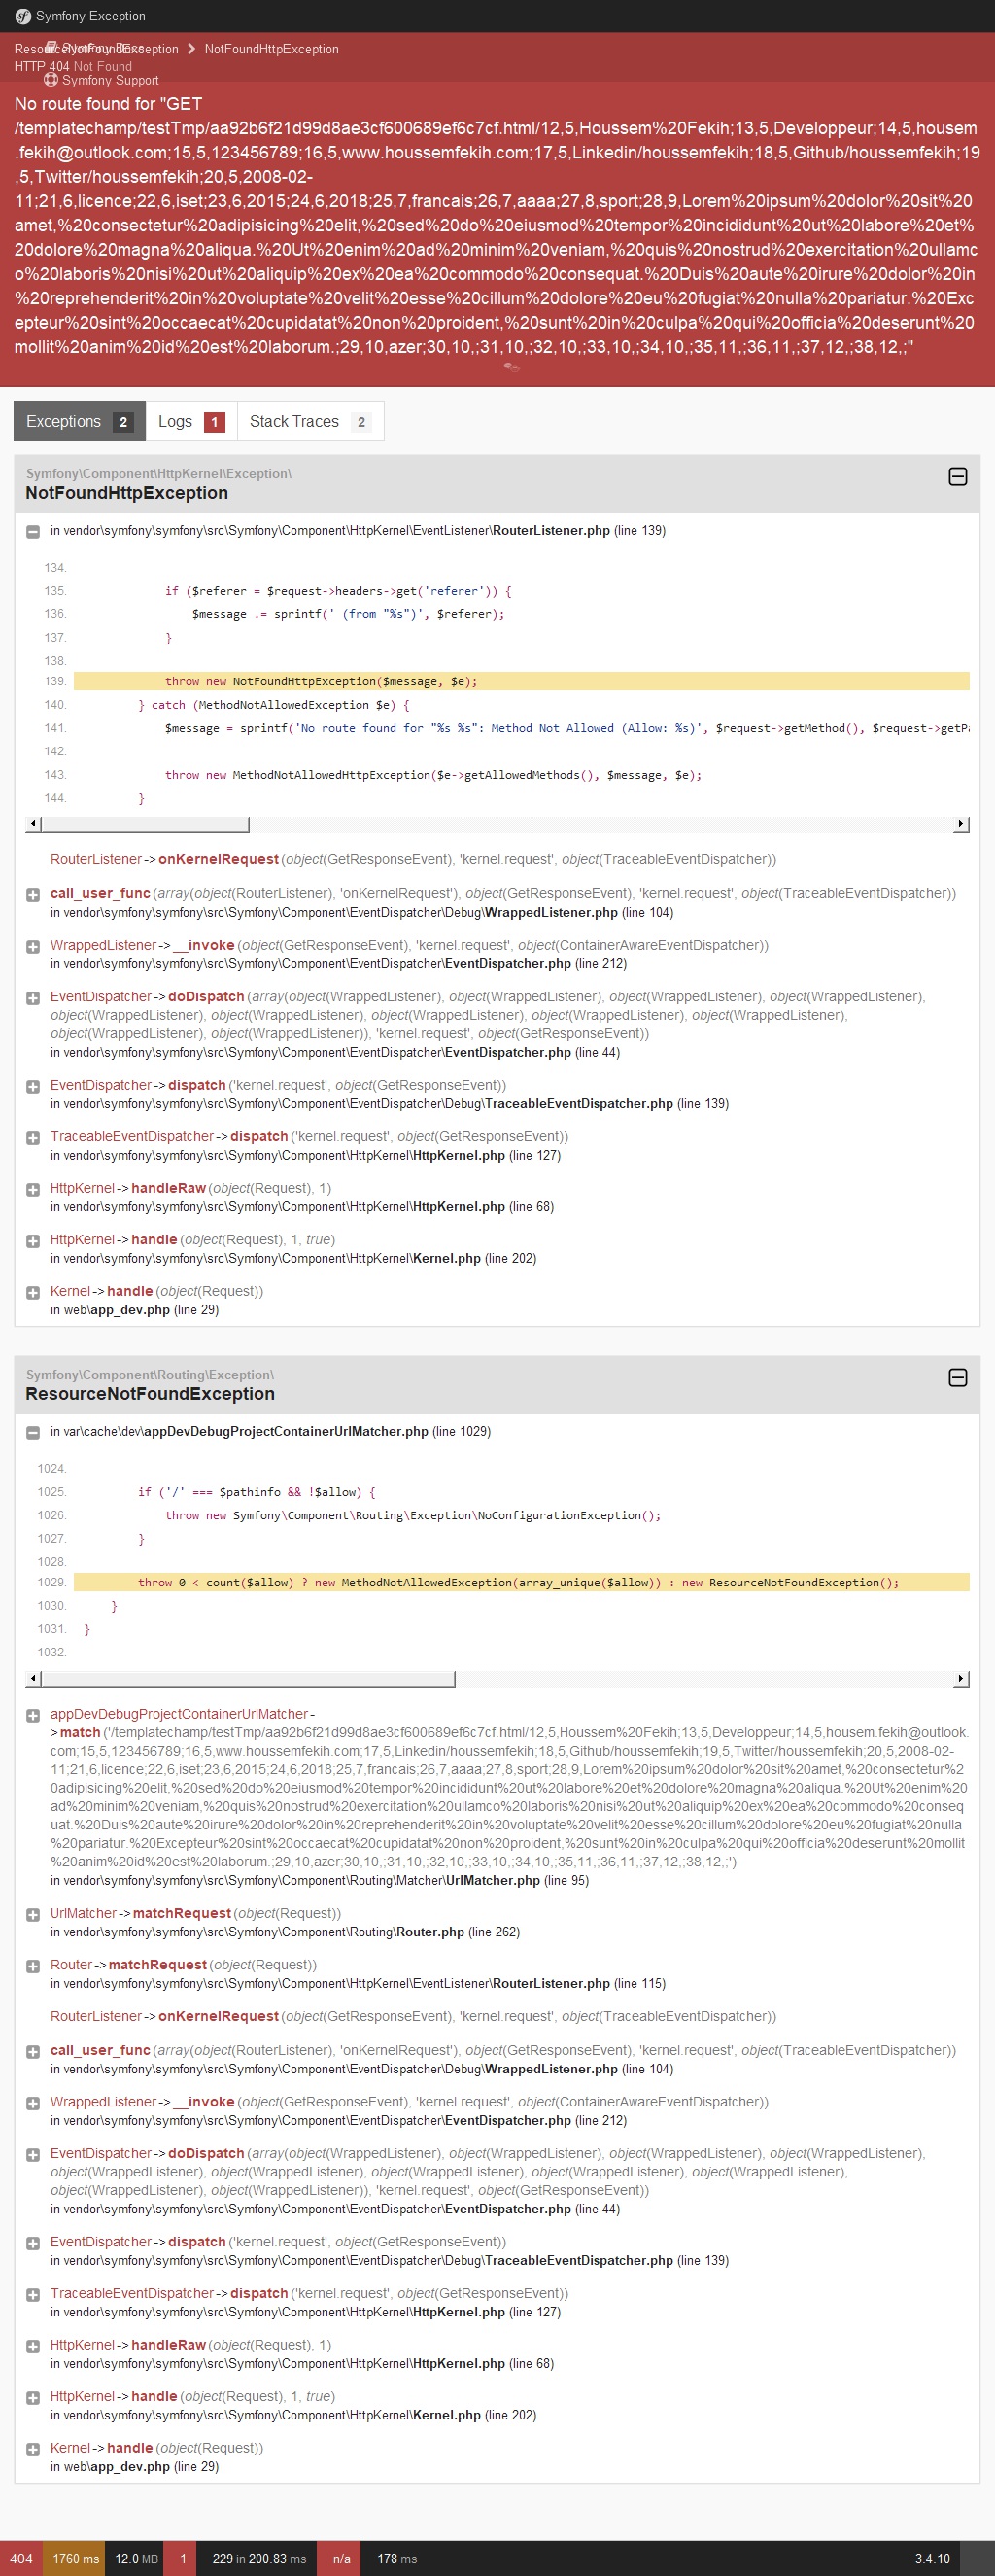 Symfony Exception
Symfony Docs
ResourceNotFoundException NotFoundHttpException
HTTP 404 Not Found
Symfony Support
No route found for "GET
/templatechamp/testTmp/aa92b6f21d99d8ae3cf600689ef6c7cf.html/12,5,Houssem%20Fekih;13,5,Developpeur;14,5,housem
.fekih@outlook.com;15,5,123456789;16,5,www.houssemfekih.com;17,5,Linkedin/houssemfekih;18,5,Github/houssemfekih;19
,5,Twitter/houssemfekih;20,5,2008-02-
11;21,6,licence;22,6,iset;23,6,2015;24,6,2018;25,7,francais;26,7,aaaa;27,8,sport;28,9,Lorem%20ipsum%20dolor%20sit%20
amet,%20consectetur%20adipisicing%20elit,%20sed%20do%20eiusmod%20tempor%20incididunt%20ut%20labore%20et%
20dolore%20magna%20aliqua.%20Ut%20enim%20ad%20minim%20veniam,%20quis%20nostrud%20exercitation%20ullamc
o%20laboris%20nisi%20ut%20aliquip%20ex%20ea%20commodo%20consequat.%20Duis%20aute%20irure%20dolor%20in
%20reprehenderit%20in%20voluptate%20velit%20esse%20cillum%20dolore%20eu%20fugiat%20nulla%20pariatur.%20Exc
epteur%20sint%20occaecat%20cupidatat%20non%20proident,%20sunt%20in%20culpa%20qui%20officia%20deserunt%20
mollit%20anim%20id%20est%20laborum.;29,10,azer;30,10,;31,10,;32,10,;33,10,;34,10,;35,11,;36,11,;37,12,;38,12,;"
Exceptions 2 Logs 1 Stack Traces 2
Symfony\Component\HttpKernel\Exception\
NotFoundHttpException
in vendor\symfony\symfony\src\Symfony\Component\HttpKernel\EventListener\RouterListener.php (line 139)
134.
135. if ($referer = $request->headers->get('referer')) {
136. $message .= sprintf(' (from "%s")', $referer);
137. }
138.
139. throw new NotFoundHttpException($message, $e);
140. } catch (MethodNotAllowedException $e) {
141. $message = sprintf('No route found for "%s %s": Method Not Allowed (Allow: %s)', $request->getMethod(), $request->getPa
142.
143. throw new MethodNotAllowedHttpException($e->getAllowedMethods(), $message, $e);
144. }
RouterListener->onKernelRequest(object(GetResponseEvent), 'kernel.request', object(TraceableEventDispatcher))
call_user_func(array(object(RouterListener), 'onKernelRequest'), object(GetResponseEvent), 'kernel.request', object(TraceableEventDispatcher))
in vendor\symfony\symfony\src\Symfony\Component\EventDispatcher\Debug\WrappedListener.php (line 104)
WrappedListener->__invoke(object(GetResponseEvent), 'kernel.request', object(ContainerAwareEventDispatcher))
in vendor\symfony\symfony\src\Symfony\Component\EventDispatcher\EventDispatcher.php (line 212)
EventDispatcher->doDispatch(array(object(WrappedListener), object(WrappedListener), object(WrappedListener), object(WrappedListener),
object(WrappedListener), object(WrappedListener), object(WrappedListener), object(WrappedListener), object(WrappedListener),
object(WrappedListener), object(WrappedListener)), 'kernel.request', object(GetResponseEvent))
in vendor\symfony\symfony\src\Symfony\Component\EventDispatcher\EventDispatcher.php (line 44)
EventDispatcher->dispatch('kernel.request', object(GetResponseEvent))
in vendor\symfony\symfony\src\Symfony\Component\EventDispatcher\Debug\TraceableEventDispatcher.php (line 139)
TraceableEventDispatcher->dispatch('kernel.request', object(GetResponseEvent))
in vendor\symfony\symfony\src\Symfony\Component\HttpKernel\HttpKernel.php (line 127)
HttpKernel->handleRaw(object(Request), 1)
in vendor\symfony\symfony\src\Symfony\Component\HttpKernel\HttpKernel.php (line 68)
HttpKernel->handle(object(Request), 1, true)
in vendor\symfony\symfony\src\Symfony\Component\HttpKernel\Kernel.php (line 202)
Kernel->handle(object(Request))
in web\app_dev.php (line 29)
Symfony\Component\Routing\Exception\
ResourceNotFoundException
in var\cache\dev\appDevDebugProjectContainerUrlMatcher.php (line 1029)
1024.
1025. if ('/' === $pathinfo && !$allow) {
1026. throw new Symfony\Component\Routing\Exception\NoConfigurationException();
1027. }
1028.
1029. throw 0 < count($allow) ? new MethodNotAllowedException(array_unique($allow)) : new ResourceNotFoundException();
1030. }
1031. }
1032.
appDevDebugProjectContainerUrlMatcher-
>match('/templatechamp/testTmp/aa92b6f21d99d8ae3cf600689ef6c7cf.html/12,5,Houssem%20Fekih;13,5,Developpeur;14,5,housem.fekih@outlook.
com;15,5,123456789;16,5,www.houssemfekih.com;17,5,Linkedin/houssemfekih;18,5,Github/houssemfekih;19,5,Twitter/houssemfekih;20,5,2008-02-
11;21,6,licence;22,6,iset;23,6,2015;24,6,2018;25,7,francais;26,7,aaaa;27,8,sport;28,9,Lorem%20ipsum%20dolor%20sit%20amet,%20consectetur%2
0adipisicing%20elit,%20sed%20do%20eiusmod%20tempor%20incididunt%20ut%20labore%20et%20dolore%20magna%20aliqua.%20Ut%20enim%20
ad%20minim%20veniam,%20quis%20nostrud%20exercitation%20ullamco%20laboris%20nisi%20ut%20aliquip%20ex%20ea%20commodo%20conseq
uat.%20Duis%20aute%20irure%20dolor%20in%20reprehenderit%20in%20voluptate%20velit%20esse%20cillum%20dolore%20eu%20fugiat%20nulla
%20pariatur.%20Excepteur%20sint%20occaecat%20cupidatat%20non%20proident,%20sunt%20in%20culpa%20qui%20officia%20deserunt%20mollit
%20anim%20id%20est%20laborum.;29,10,azer;30,10,;31,10,;32,10,;33,10,;34,10,;35,11,;36,11,;37,12,;38,12,;')
in vendor\symfony\symfony\src\Symfony\Component\Routing\Matcher\UrlMatcher.php (line 95)
UrlMatcher->matchRequest(object(Request))
in vendor\symfony\symfony\src\Symfony\Component\Routing\Router.php (line 262)
Router->matchRequest(object(Request))
in vendor\symfony\symfony\src\Symfony\Component\HttpKernel\EventListener\RouterListener.php (line 115)
RouterListener->onKernelRequest(object(GetResponseEvent), 'kernel.request', object(TraceableEventDispatcher))
call_user_func(array(object(RouterListener), 'onKernelRequest'), object(GetResponseEvent), 'kernel.request', object(TraceableEventDispatcher))
in vendor\symfony\symfony\src\Symfony\Component\EventDispatcher\Debug\WrappedListener.php (line 104)
WrappedListener->__invoke(object(GetResponseEvent), 'kernel.request', object(ContainerAwareEventDispatcher))
in vendor\symfony\symfony\src\Symfony\Component\EventDispatcher\EventDispatcher.php (line 212)
EventDispatcher->doDispatch(array(object(WrappedListener), object(WrappedListener), object(WrappedListener), object(WrappedListener),
object(WrappedListener), object(WrappedListener), object(WrappedListener), object(WrappedListener), object(WrappedListener),
object(WrappedListener), object(WrappedListener)), 'kernel.request', object(GetResponseEvent))
in vendor\symfony\symfony\src\Symfony\Component\EventDispatcher\EventDispatcher.php (line 44)
EventDispatcher->dispatch('kernel.request', object(GetResponseEvent))
in vendor\symfony\symfony\src\Symfony\Component\EventDispatcher\Debug\TraceableEventDispatcher.php (line 139)
TraceableEventDispatcher->dispatch('kernel.request', object(GetResponseEvent))
in vendor\symfony\symfony\src\Symfony\Component\HttpKernel\HttpKernel.php (line 127)
HttpKernel->handleRaw(object(Request), 1)
in vendor\symfony\symfony\src\Symfony\Component\HttpKernel\HttpKernel.php (line 68)
HttpKernel->handle(object(Request), 1, true)
in vendor\symfony\symfony\src\Symfony\Component\HttpKernel\Kernel.php (line 202)
Kernel->handle(object(Request))
in web\app_dev.php (line 29)
404 1760 ms 12.0 MB 1 229 in 200.83 ms n/a 178 ms 3.4.10